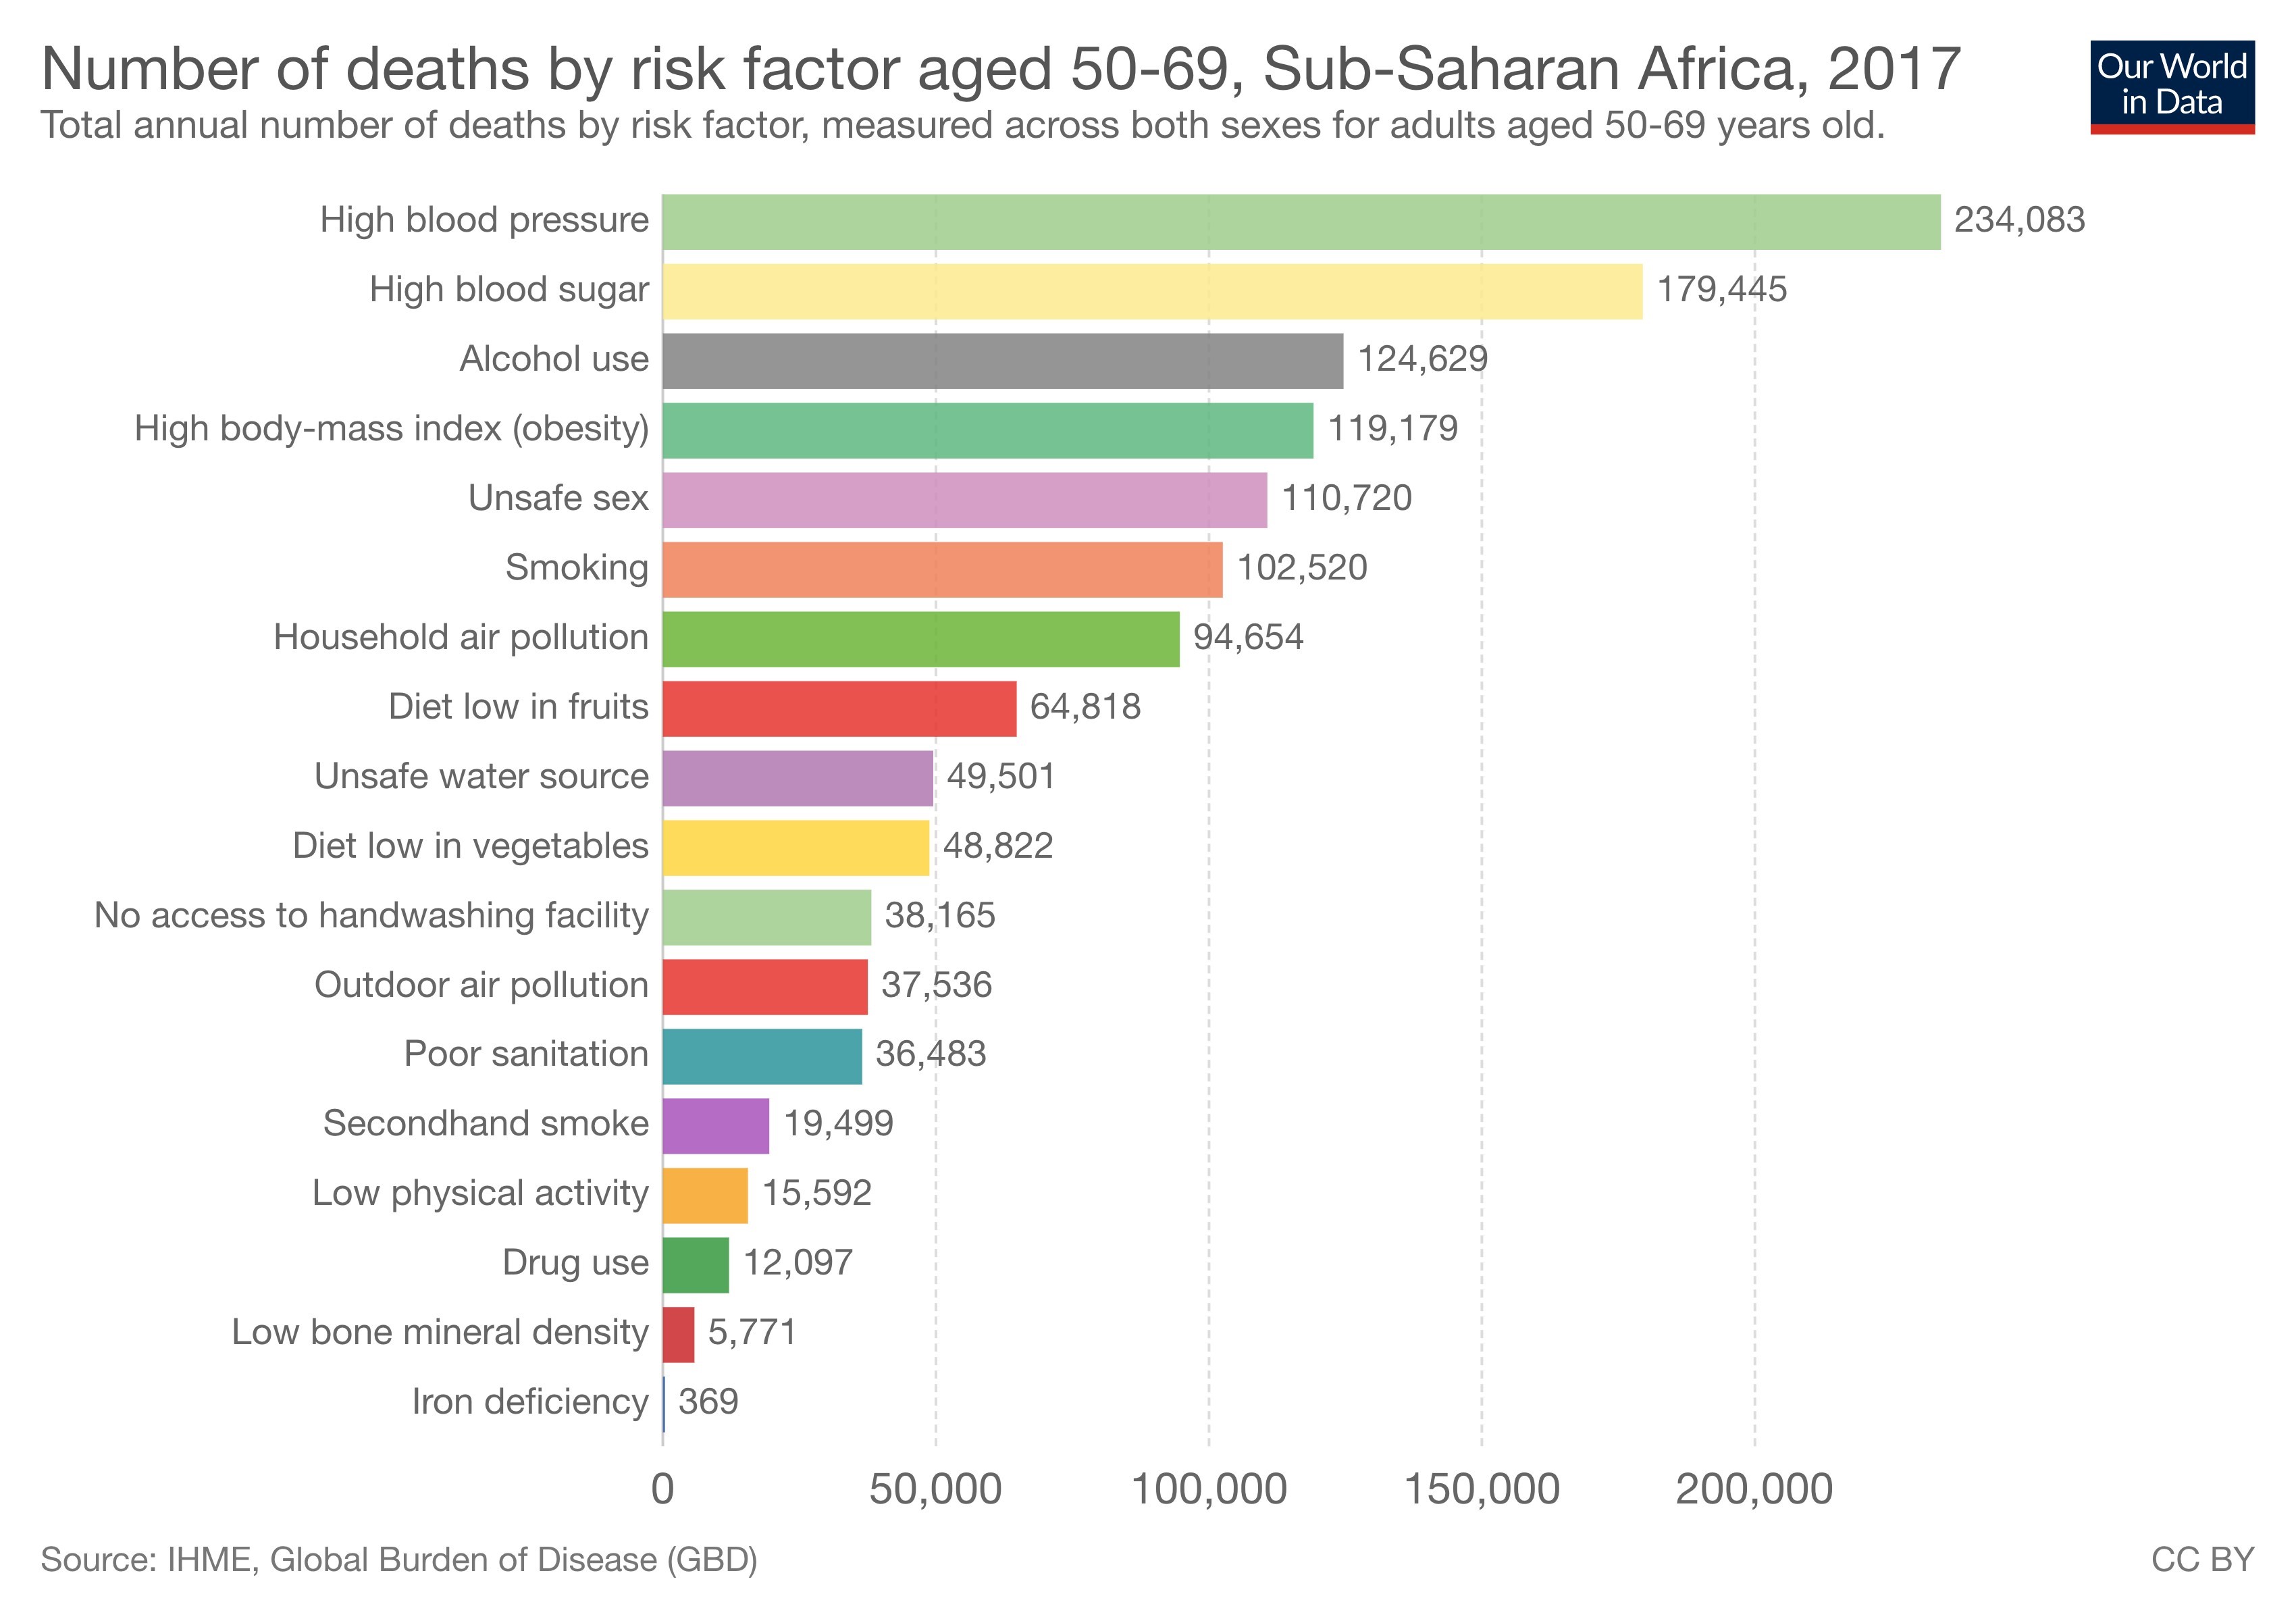 Number of deaths by risk factor aged 50-69, Sub-Saharan Africa, 2017
Our World
in Data
Total annual number of deaths by risk factor, measured across both sexes for adults aged 50-69 years old.
High blood pressure 234,083
High blood sugar 179,445
Alcohol use 124,629
High body-mass index (obesity) 119,179
Unsafe sex 110,720
Smoking 102,520
Household air pollution 94,654
Diet low in fruits 64,818
Unsafe water source 49,501
Diet low in vegetables 48,822
No access to handwashing facility 38,165
Outdoor air pollution 37,536
Poor sanitation 36,483
Secondhand smoke 19,499
Low physical activity 15,592
Drug use 12,097
Low bone mineral density 5,771
Iron deficiency 369
0 50,000 100,000 150,000 200,000
Source: IHME, Global Burden of Disease (GBD) CC BY